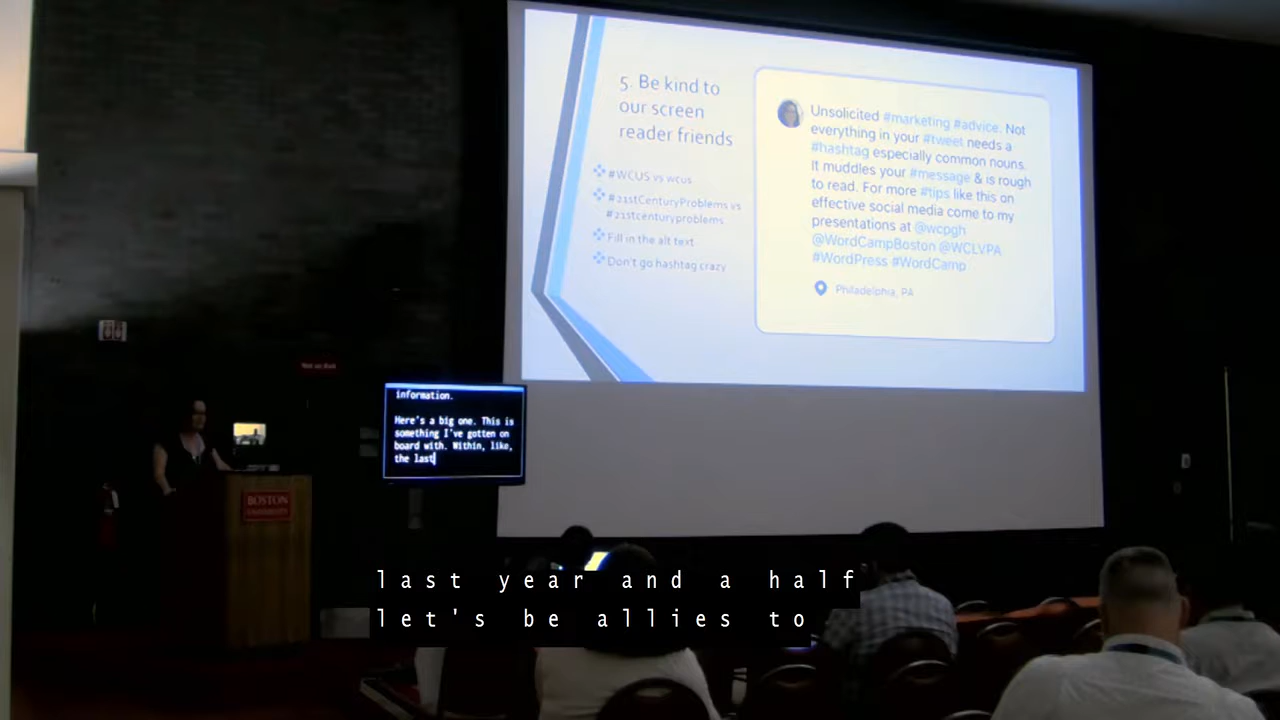 5. Be kind to
our screen
reader friends
#WCUS vs wcus
#21stCenturyProblems vs
#21stcenturyproblems
Fill in the alt text
Don't go hashtag crazy
Unsolicited #marketing #advice. Not
everything in your #tweet needs a
#hashtag especially common nouns.
It muddles your #message & is rough
to read. For more #tips like this on
effective social media come to my
presentations at @wcpgh
@WordCampBoston @WCLVPA
#WordPress #WordCamp
Philadelphia, PA
information.
Here's a big one. This is
something I've gotten on
board with. Within, like,
the last
BOSTON
UNIVERSITY
last year and a half
let's be allies to